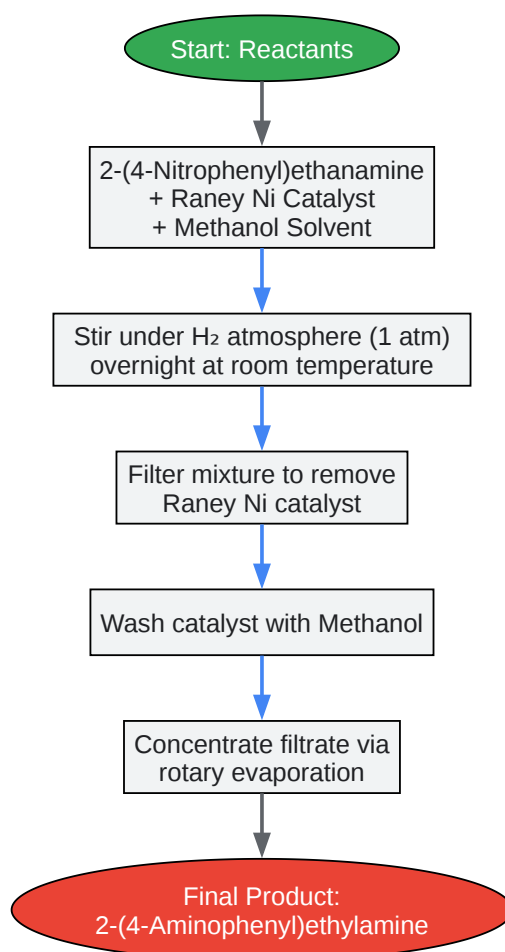 Start: Reactants
2-(4-Nitrophenyl)ethanamine
+ Raney Ni Catalyst
+ Methanol Solvent
Stir under H₂ atmosphere (1 atm)
overnight at room temperature
Filter mixture to remove
Raney Ni catalyst
Wash catalyst with Methanol
Concentrate filtrate via
rotary evaporation
Final Product:
2-(4-Aminophenyl)ethylamine